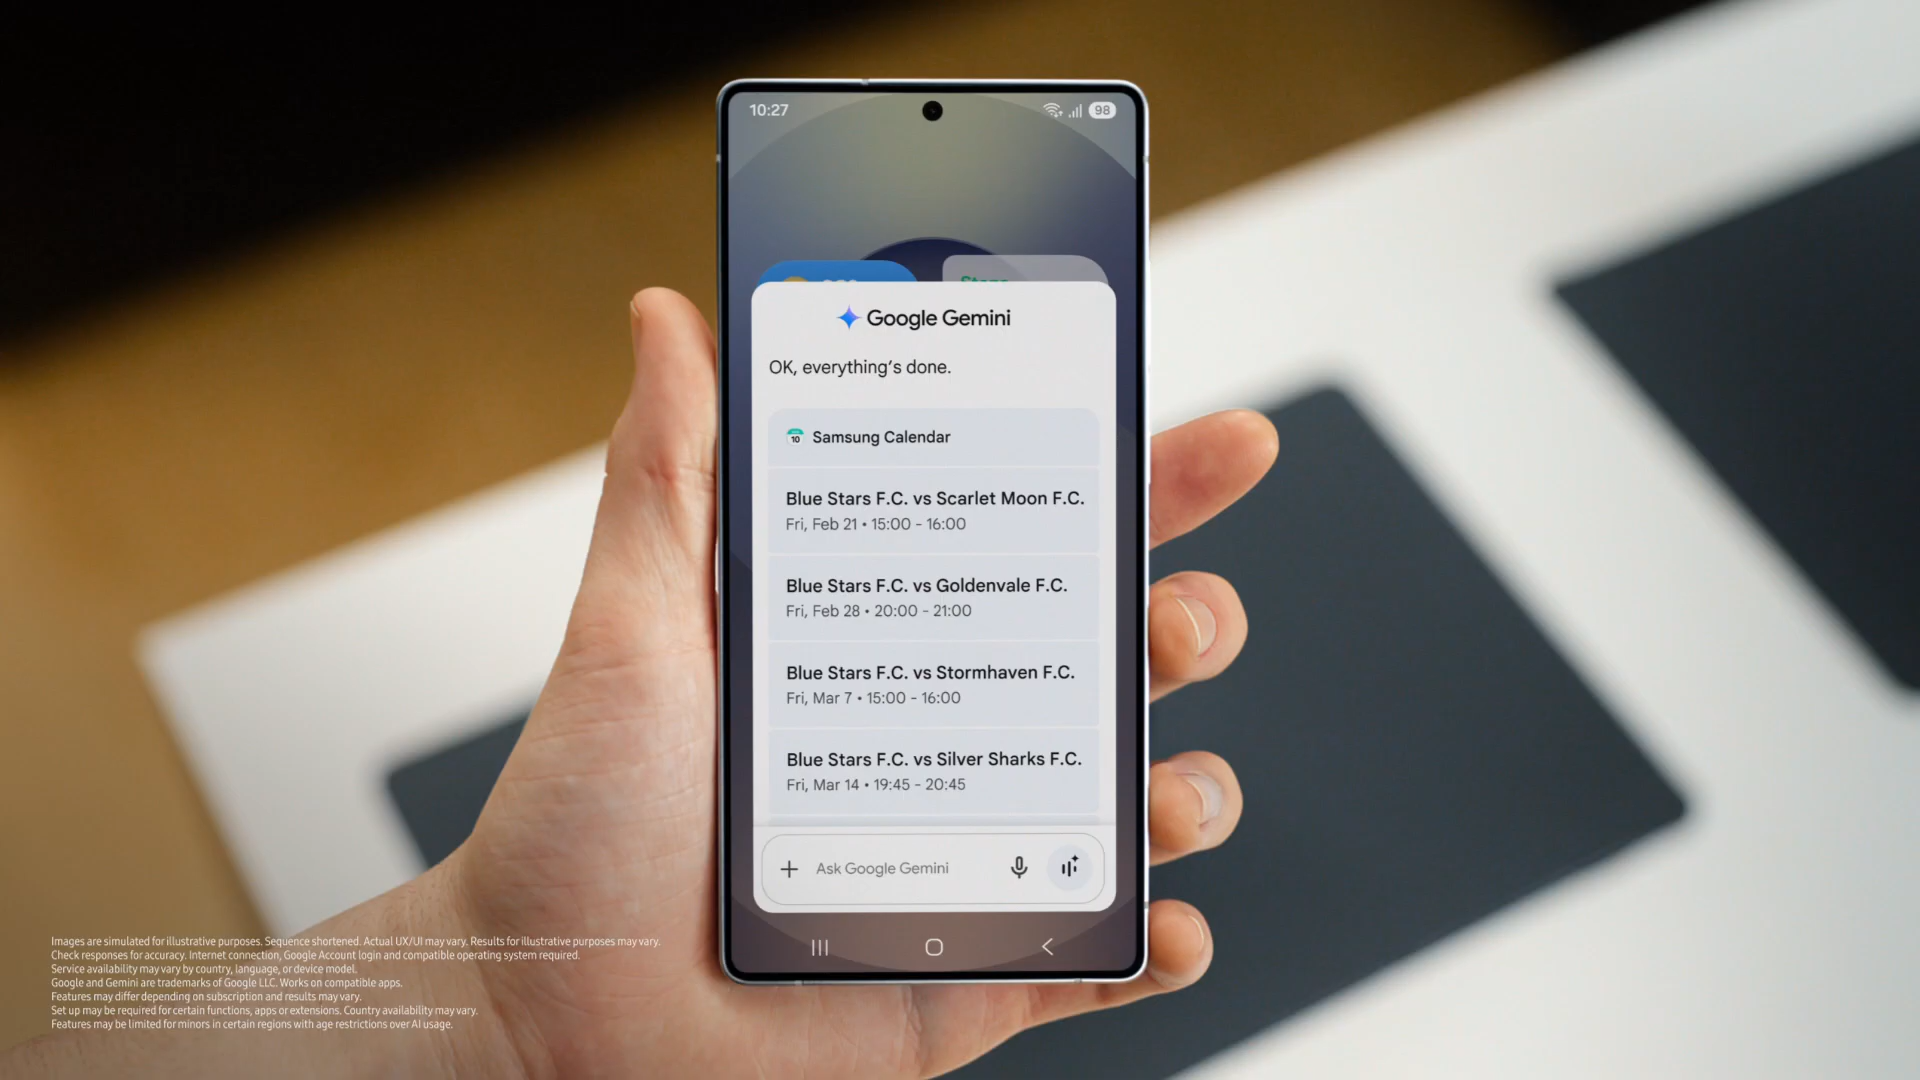 10:27
98
Steps
Google Gemini
OK, everything's done.
10
Samsung Calendar
Blue Stars F.C. vs Scarlet Moon F.C.
Fri, Feb 21 • 15:00 - 16:00
Blue Stars F.C. vs Goldenvale F.C.
Fri, Feb 28 • 20:00 - 21:00
Blue Stars F.C. vs Stormhaven F.C.
Fri, Mar 7 • 15:00 - 16:00
Blue Stars F.C. vs Silver Sharks F.C.
Fri, Mar 14 • 19:45 - 20:45
Ask Google Gemini
Images are simulated for illustrative purposes. Sequence shortened. Actual UX/UI may vary. Results for illustrative purposes may vary.
Check responses for accuracy. Internet connection, Google Account login and compatible operating system required.
Service availability may vary by country, language, or device model.
Google and Gemini are trademarks of Google LLC. Works on compatible apps.
Features may differ depending on subscription and results may vary.
Set up may be required for certain functions, apps or extensions. Country availability may vary.
Features may be limited for minors in certain regions with age restrictions over AI usage.